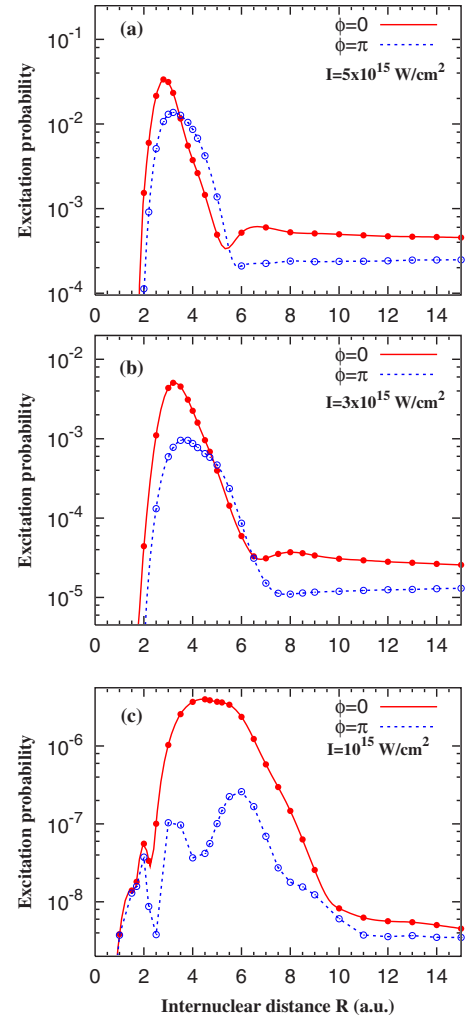 (a)
ϕ=0
ϕ=π
I=5x10^15 W/cm^2
Excitation probability
10^-1
10^-2
10^-3
10^-4
0 2 4 6 8 10 12 14
(b)
ϕ=0
ϕ=π
I=3x10^15 W/cm^2
Excitation probability
10^-2
10^-3
10^-4
10^-5
0 2 4 6 8 10 12 14
(c)
ϕ=0
ϕ=π
I=10^15 W/cm^2
Excitation probability
10^-6
10^-7
10^-8
0 2 4 6 8 10 12 14
Internuclear distance R (a.u.)